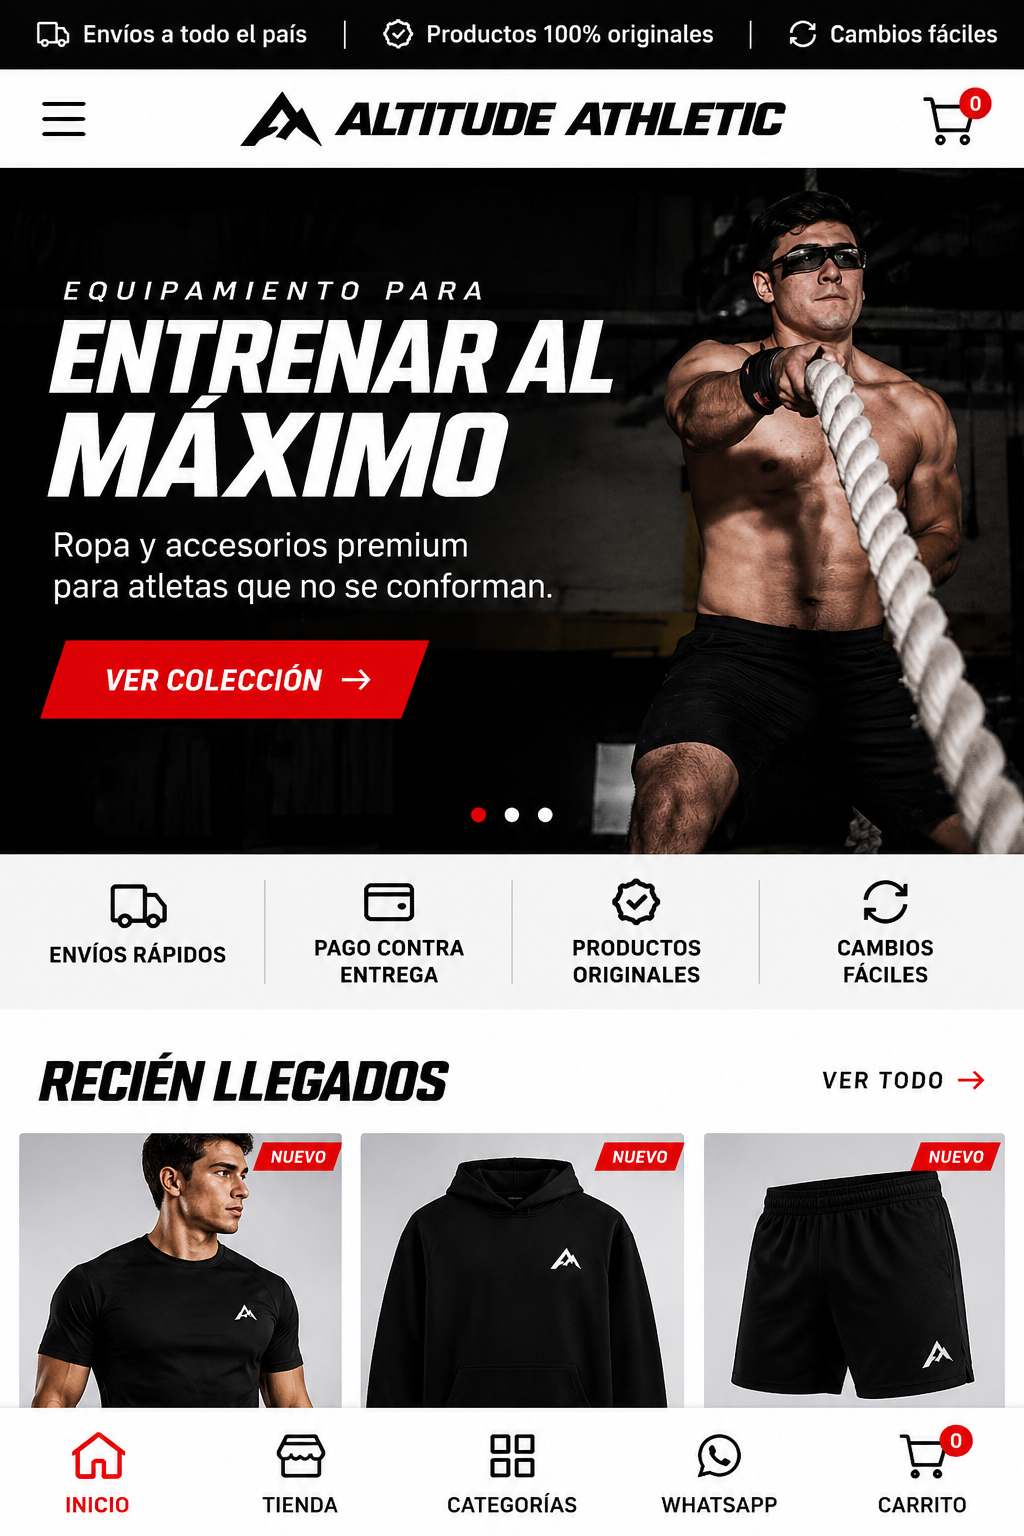 Envíos a todo el país
Productos 100% originales
Cambios fáciles
ALTITUDE ATHLETIC
0
EQUIPAMIENTO PARA
ENTRENAR AL
MÁXIMO
Ropa y accesorios premium
para atletas que no se conforman.
VER COLECCIÓN
ENVÍOS RÁPIDOS
PAGO CONTRA
ENTREGA
PRODUCTOS
ORIGINALES
CAMBIOS
FÁCILES
RECIÉN LLEGADOS
VER TODO
NUEVO
NUEVO
NUEVO
INICIO
TIENDA
CATEGORÍAS
WHATSAPP
0
CARRITO